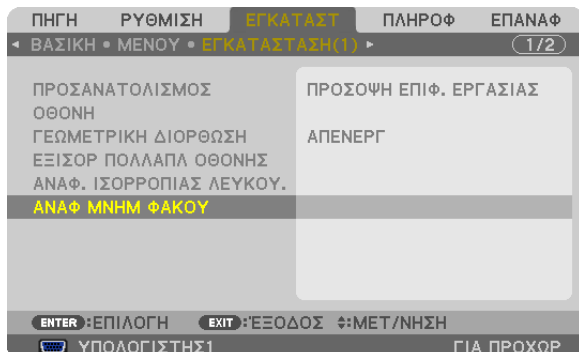 ΠΗΓΗ ΡΥΘΜΙΣΗ ΕΓΚΑΤΑΣΤ ΠΛΗΡΟΦ ΕΠΑΝΑΦ
◂ ΒΑΣΙΚΗ • ΜΕΝΟΥ • ΕΓΚΑΤΑΣΤΑΣΗ(1) ▸ 1/2
ΠΡΟΣΑΝΑΤΟΛΙΣΜΟΣ ΠΡΟΣΟΨΗ ΕΠΙΦ. ΕΡΓΑΣΙΑΣ
ΟΘΟΝΗ
ΓΕΩΜΕΤΡΙΚΗ ΔΙΟΡΘΩΣΗ ΑΠΕΝΕΡΓ
ΕΞΙΣΟΡ ΠΟΛΛΑΠΛ ΟΘΟΝΗΣ
ΑΝΑΦ. ΙΣΟΡΡΟΠΙΑΣ ΛΕΥΚΟΥ.
ΑΝΑΦ ΜΝΗΜ ΦΑΚΟΥ
ENTER :ΕΠΙΛΟΓΗ EXIT :ΈΞΟΔΟΣ ⬍:ΜΕΤ/ΝΗΣΗ
ΥΠΟΛΟΓΙΣΤΗΣ1 ΓΙΑ ΠΡΟΧΩΡ